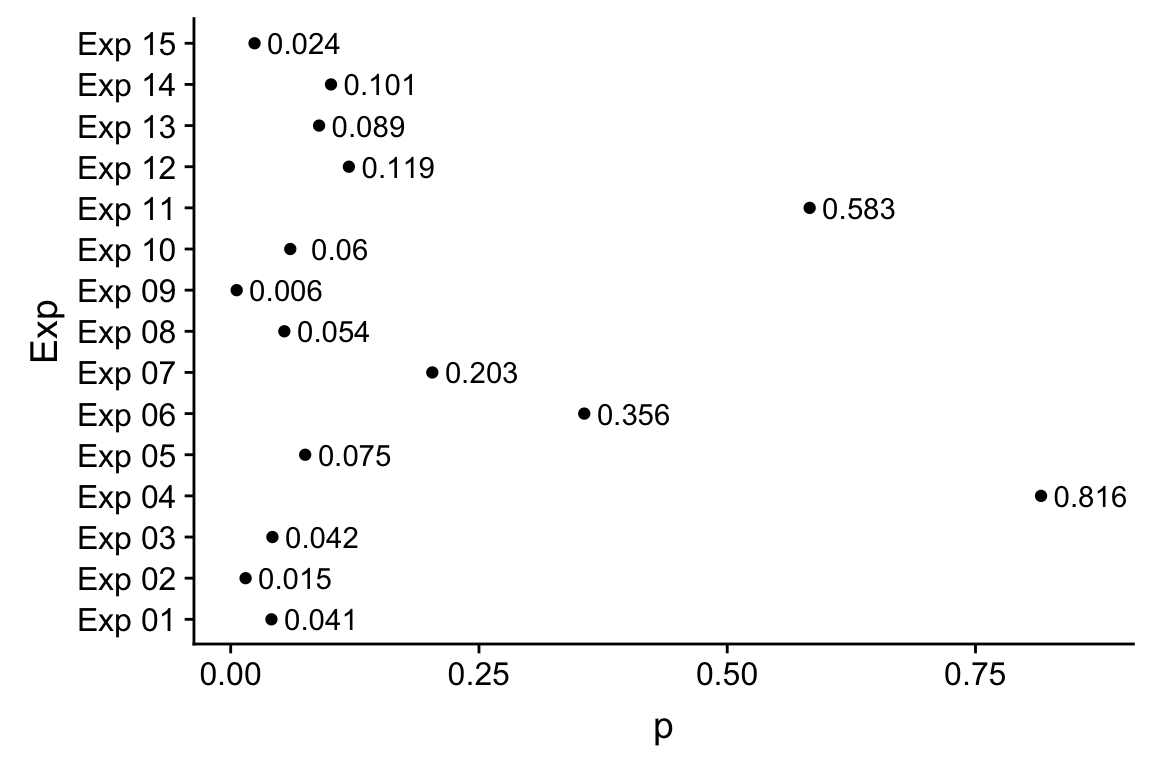 Exp 15 0.024
Exp 14 0.101
Exp 13 0.089
Exp 12 0.119
Exp 11 0.583
Exp 10 0.06
Exp 09 0.006
Exp 08 0.054
Exp 07 0.203
Exp 06 0.356
Exp 05 0.075
Exp 04 0.816
Exp 03 0.042
Exp 02 0.015
Exp 01 0.041
Exp
0.00 0.25 0.50 0.75
p